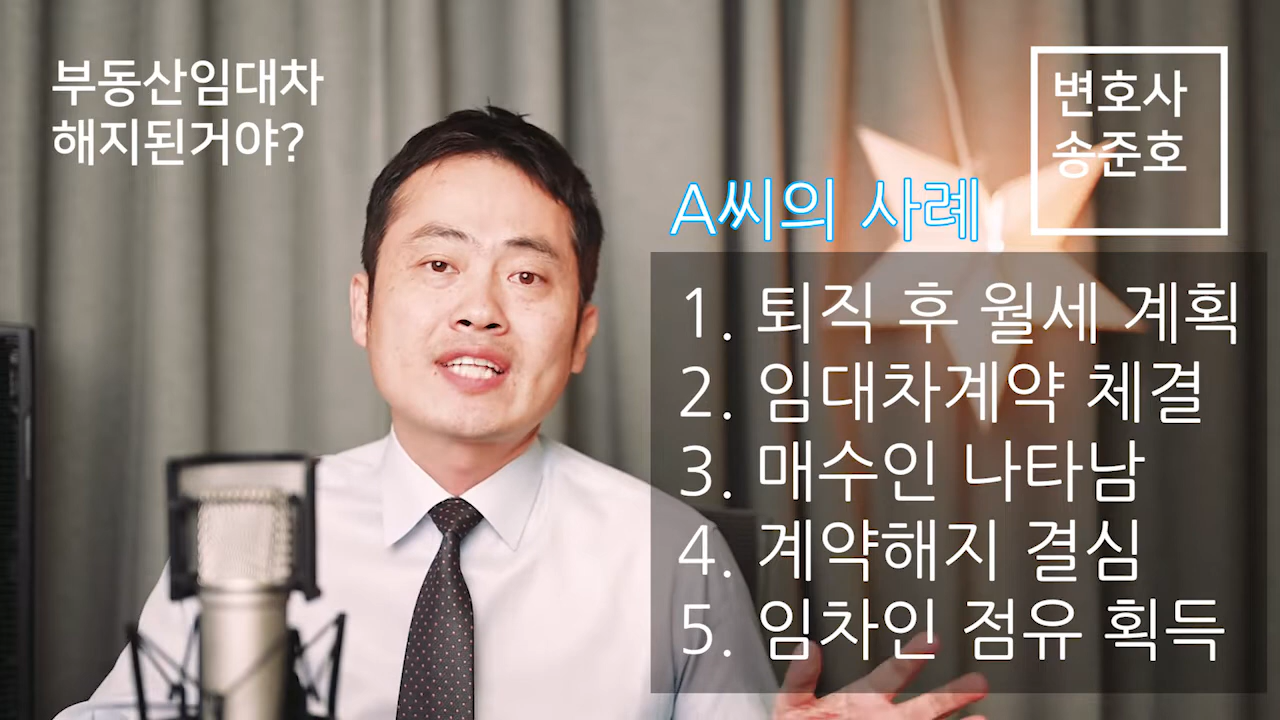 부동산임대차
해지된거야?
변호사
송준호
A씨의 사례
1. 퇴직 후 월세 계획
2. 임대차계약 체결
3. 매수인 나타남
4. 계약해지 결심
5. 임차인 점유 획득